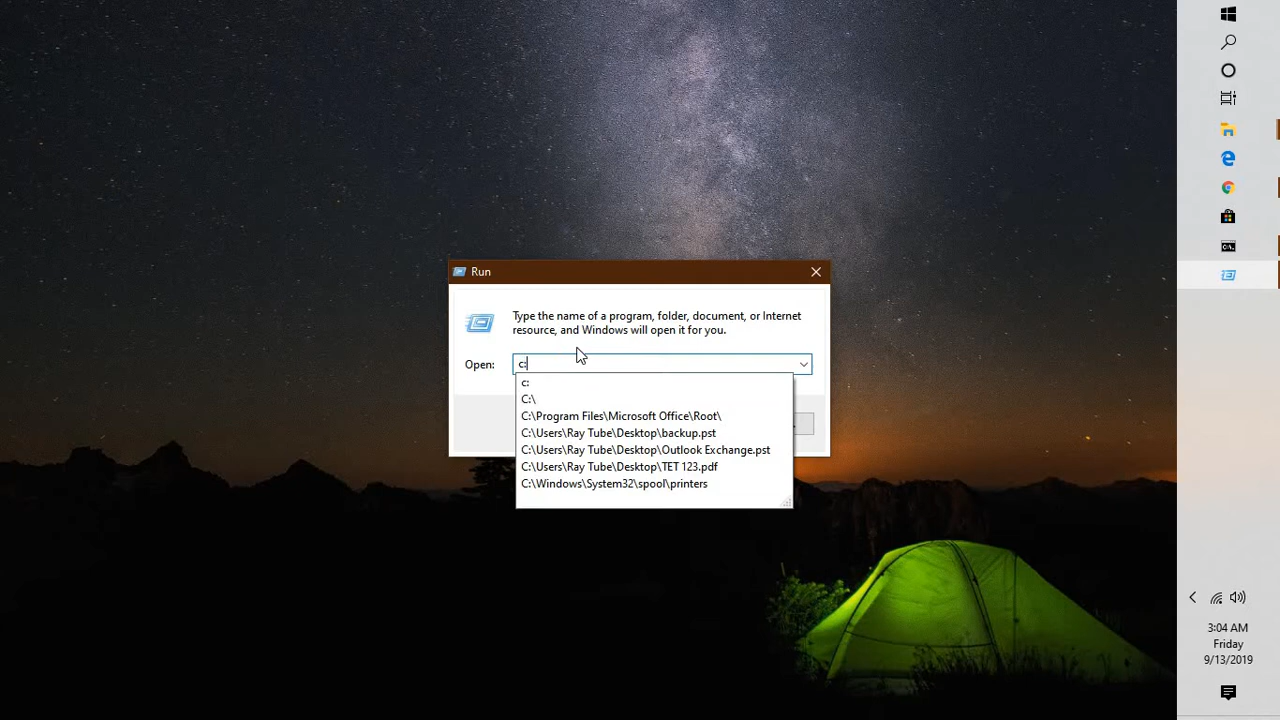 Run
Type the name of a program, folder, document, or Internet
resource, and Windows will open it for you.
Open:
c:
c:
C:\
C:\Program Files\Microsoft Office\Root\
C:\Users\Ray Tube\Desktop\backup.pst
C:\Users\Ray Tube\Desktop\Outlook Exchange.pst
C:\Users\Ray Tube\Desktop\TET 123.pdf
C:\Windows\System32\spool\printers
3:04 AM
Friday
9/13/2019